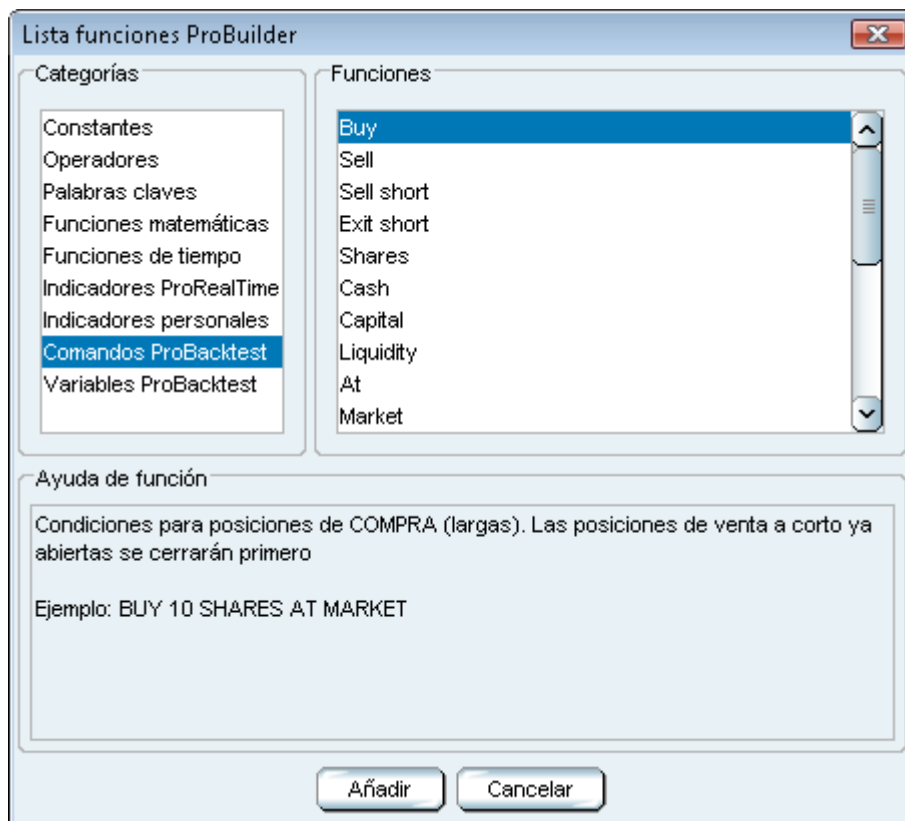 Lista funciones ProBuilder
Categorías
Constantes
Operadores
Palabras claves
Funciones matemáticas
Funciones de tiempo
Indicadores ProRealTime
Indicadores personales
Comandos ProBacktest
Variables ProBacktest
Funciones
Buy
Sell
Sell short
Exit short
Shares
Cash
Capital
Liquidity
At
Market
Ayuda de función
Condiciones para posiciones de COMPRA (largas). Las posiciones de venta a corto ya
abiertas se cerrarán primero
Ejemplo: BUY 10 SHARES AT MARKET
Añadir
Cancelar